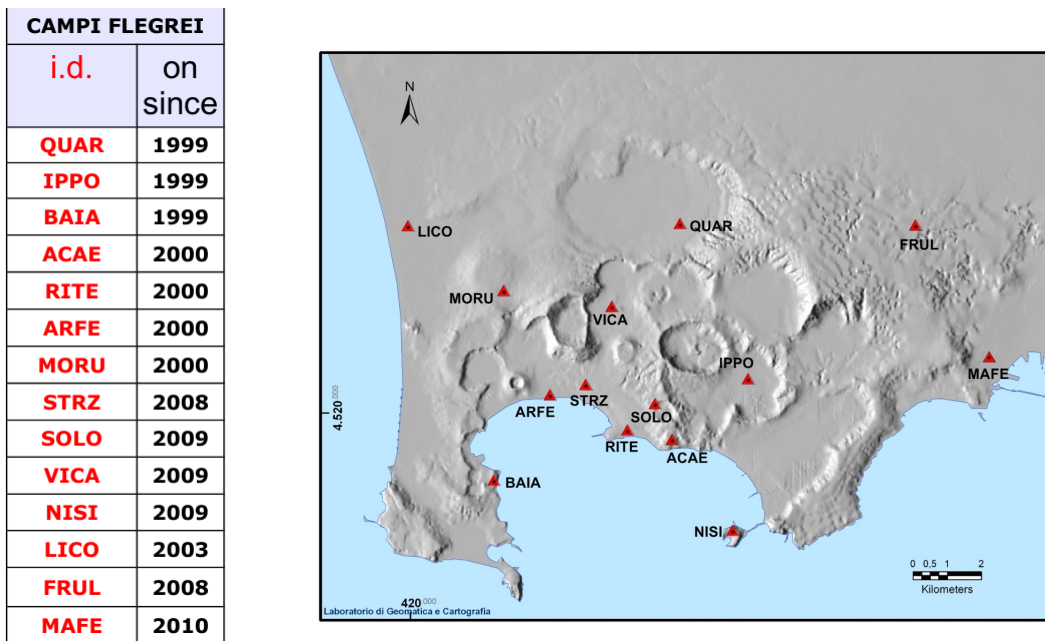 CAMPI FLEGREI
i.d. on since
QUAR 1999
IPPO 1999
BAIA 1999
ACAE 2000
RITE 2000
ARFE 2000
MORU 2000
STRZ 2008
SOLO 2009
VICA 2009
NISI 2009
LICO 2003
FRUL 2008
MAFE 2010
N
LICO
QUAR
FRUL
MORU
VICA
IPPO
MAFE
ARFE
STRZ
SOLO
RITE
ACAE
BAIA
NISI
4.520.000
0 0,5 1 2
Kilometers
420.000
Laboratorio di Geomatica e Cartografia